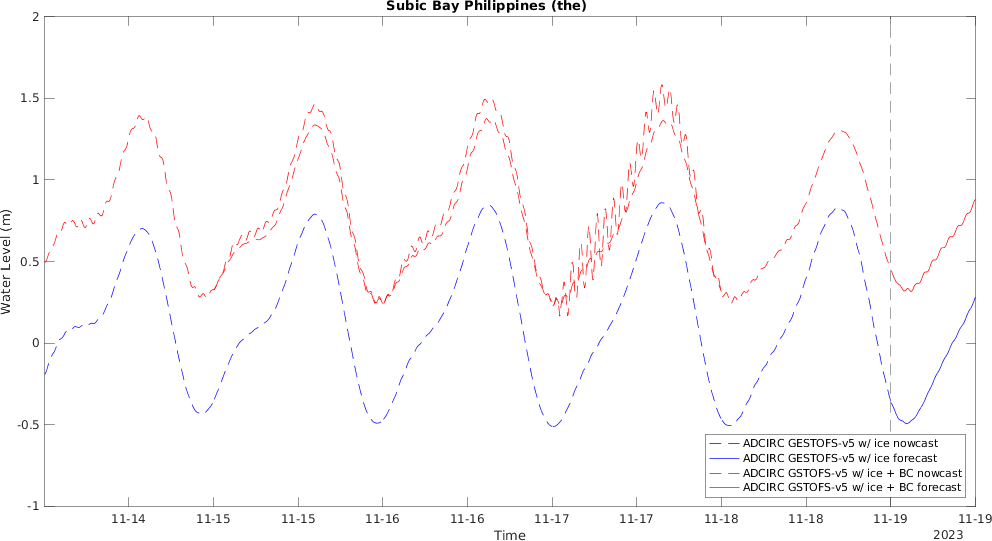 Subic Bay Philippines (the)
2
1.5
1
0.5
0
-0.5
-1
Water Level (m)
ADCIRC GESTOFS-v5 w/ ice nowcast
ADCIRC GESTOFS-v5 w/ ice forecast
ADCIRC GSTOFS-v5 w/ ice + BC nowcast
ADCIRC GSTOFS-v5 w/ ice + BC forecast
11-14 11-15 11-15 11-16 11-16 11-17 11-17 11-18 11-18 11-19 11-19
Time
2023